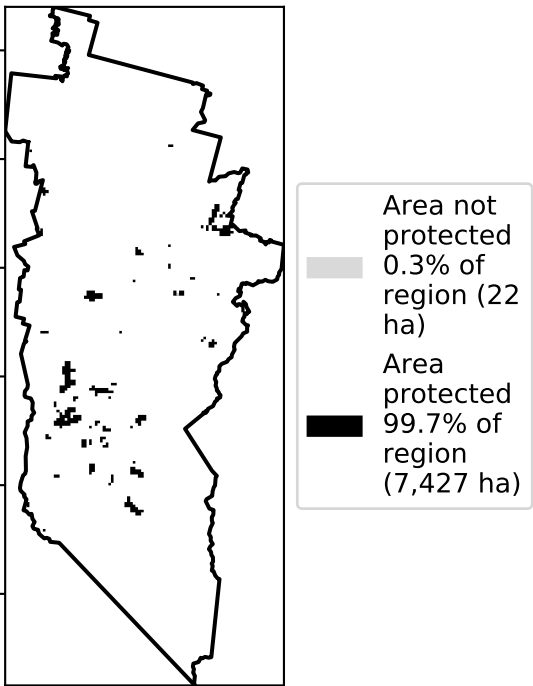 Area not
protected
0.3% of
region (22
ha)
Area
protected
99.7% of
region
(7,427 ha)